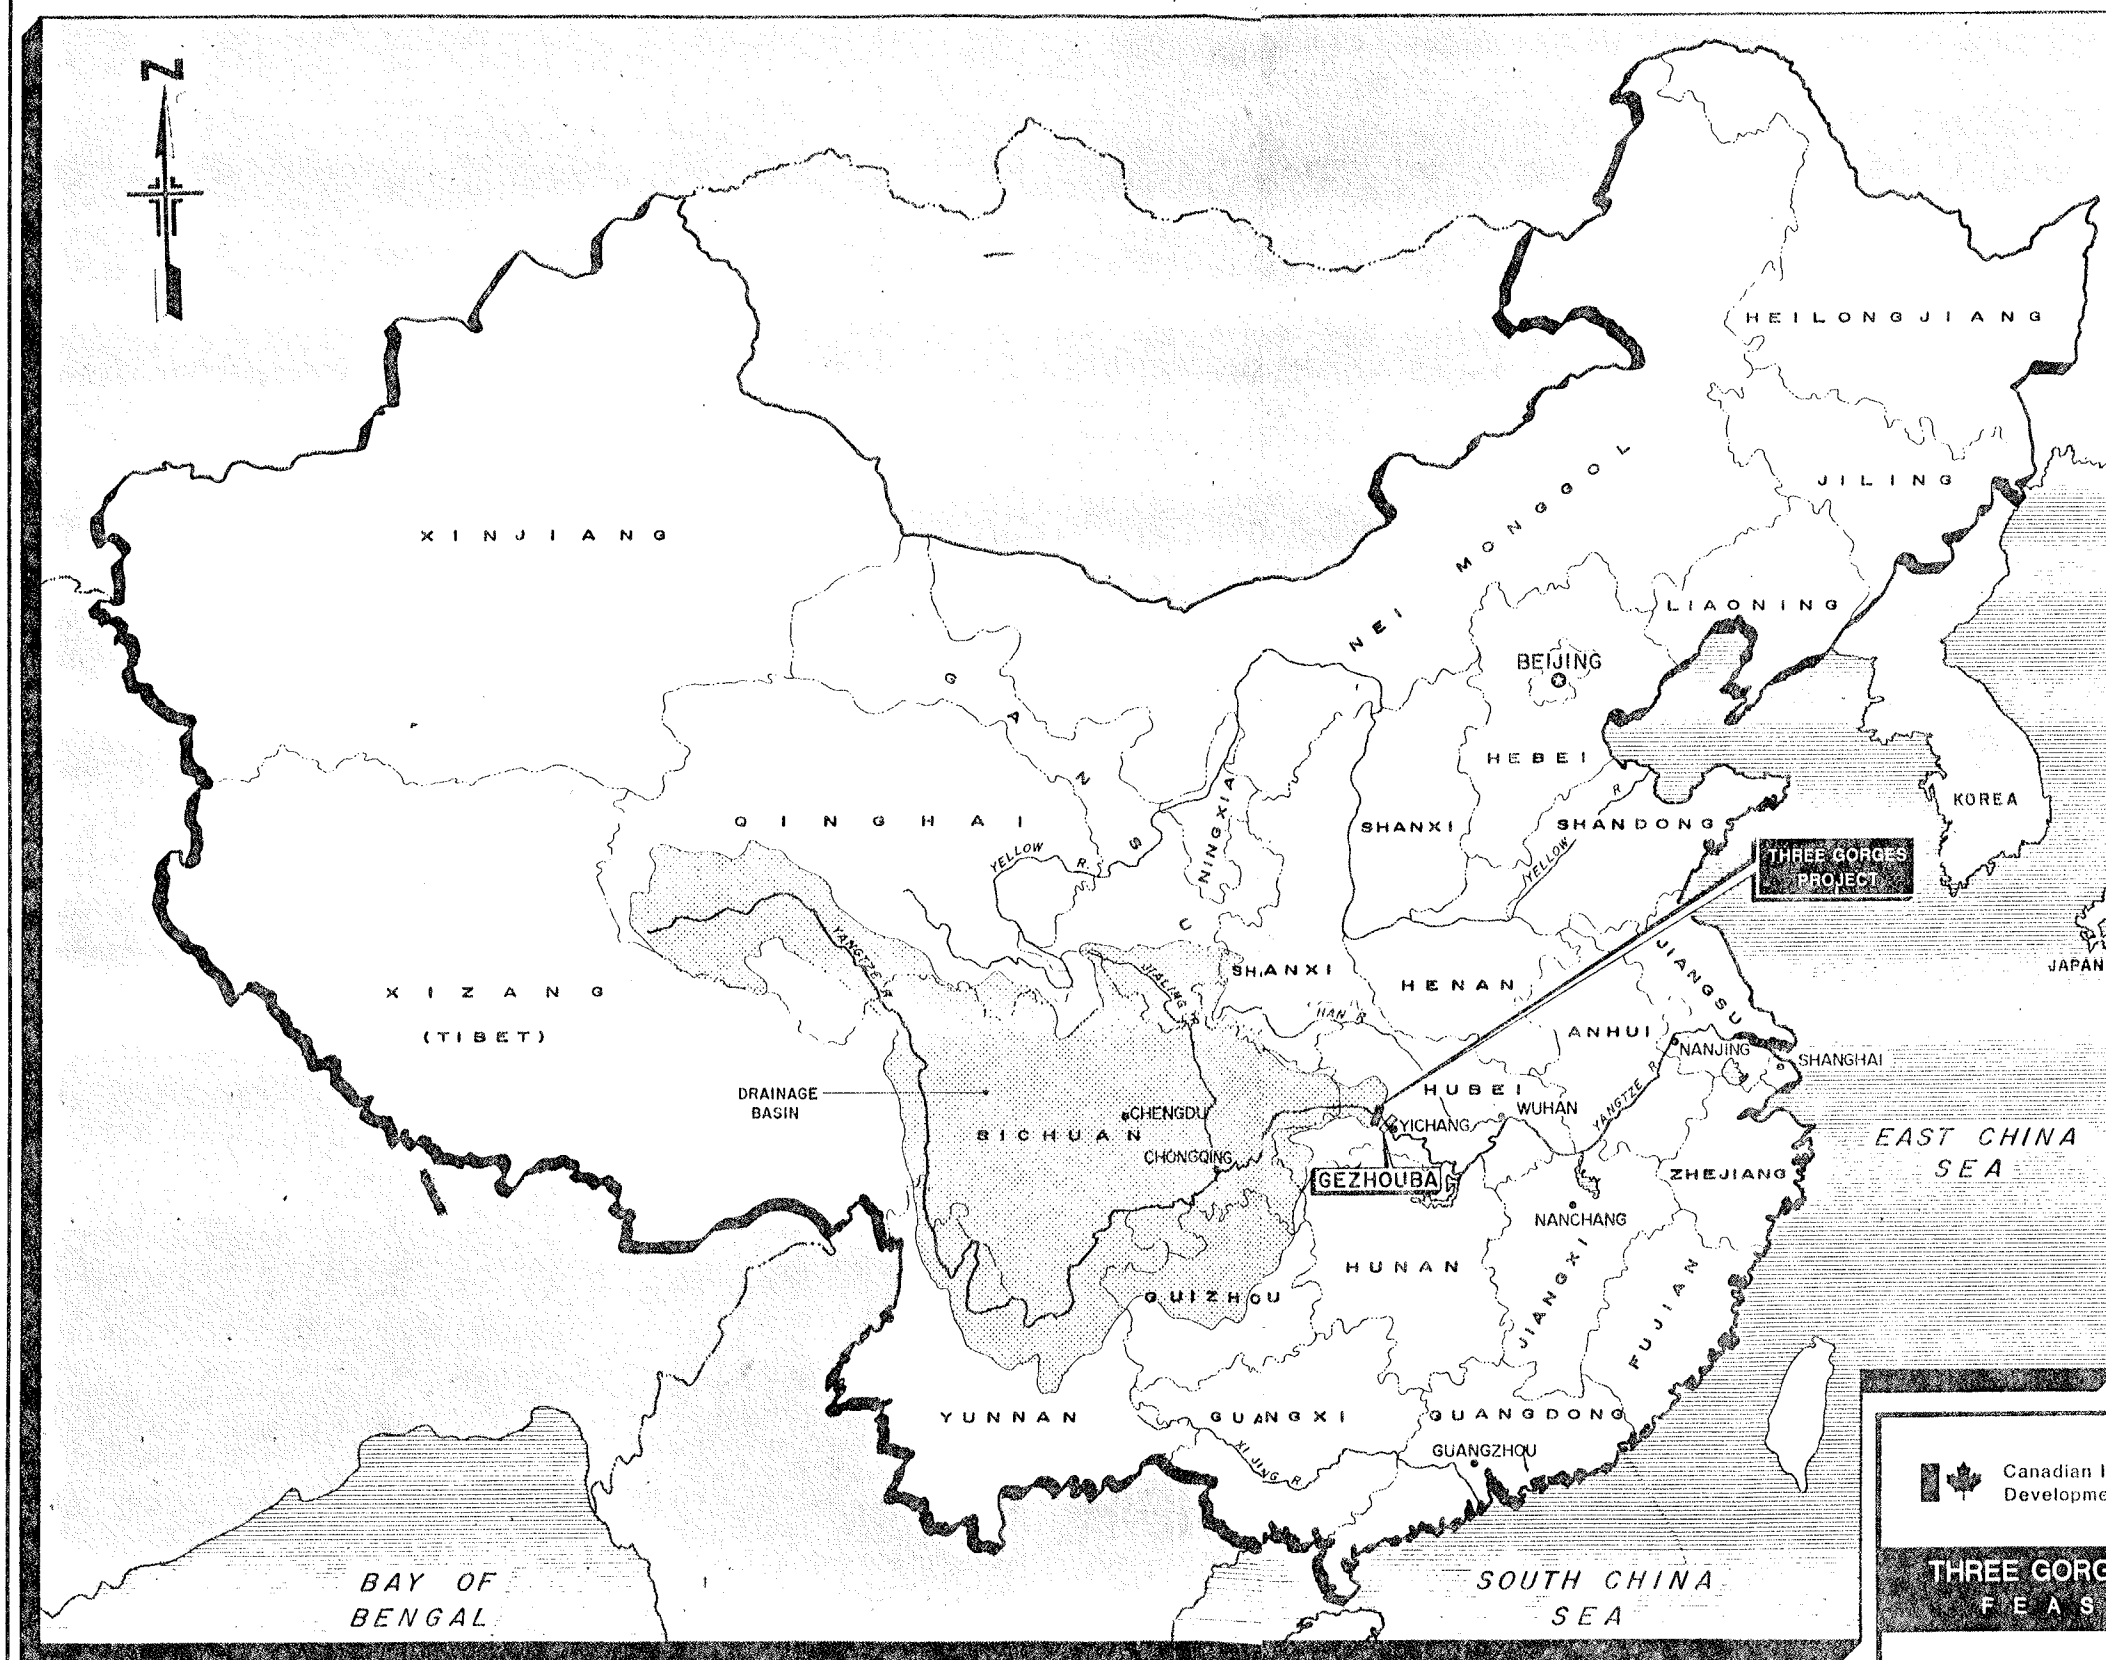 N
HEILONGJIANG
JILING
XINJIANG
NEI MONGGOL
LIAONING
BEIJING
GANSU
HEBEI
KOREA
QINGHAI
NINGXIA
SHANXI
SHANDONG
YELLOW R.
YELLOW R
THREE GORGES
PROJECT
YANGTZE R
JIALING
SHANXI
HENAN
JIANGSU
JAPAN
XIZANG
(TIBET)
HAN R
ANHUI
NANJING
SHANGHAI
DRAINAGE
BASIN
CHENGDU
HUBEI
WUHAN
YANGTZE R
YICHANG
SICHUAN
CHONGQING
GEZHOUBA
EAST CHINA
SEA
ZHEJIANG
NANCHANG
HUNAN
JIANGXI
FUJIAN
GUIZHOU
YUNNAN
GUANGXI
GUANGDONG
XIJING R
GUANGZHOU
BAY OF
BENGAL
SOUTH CHINA
SEA
Canadian I
Developme
THREE GORG
FEAS